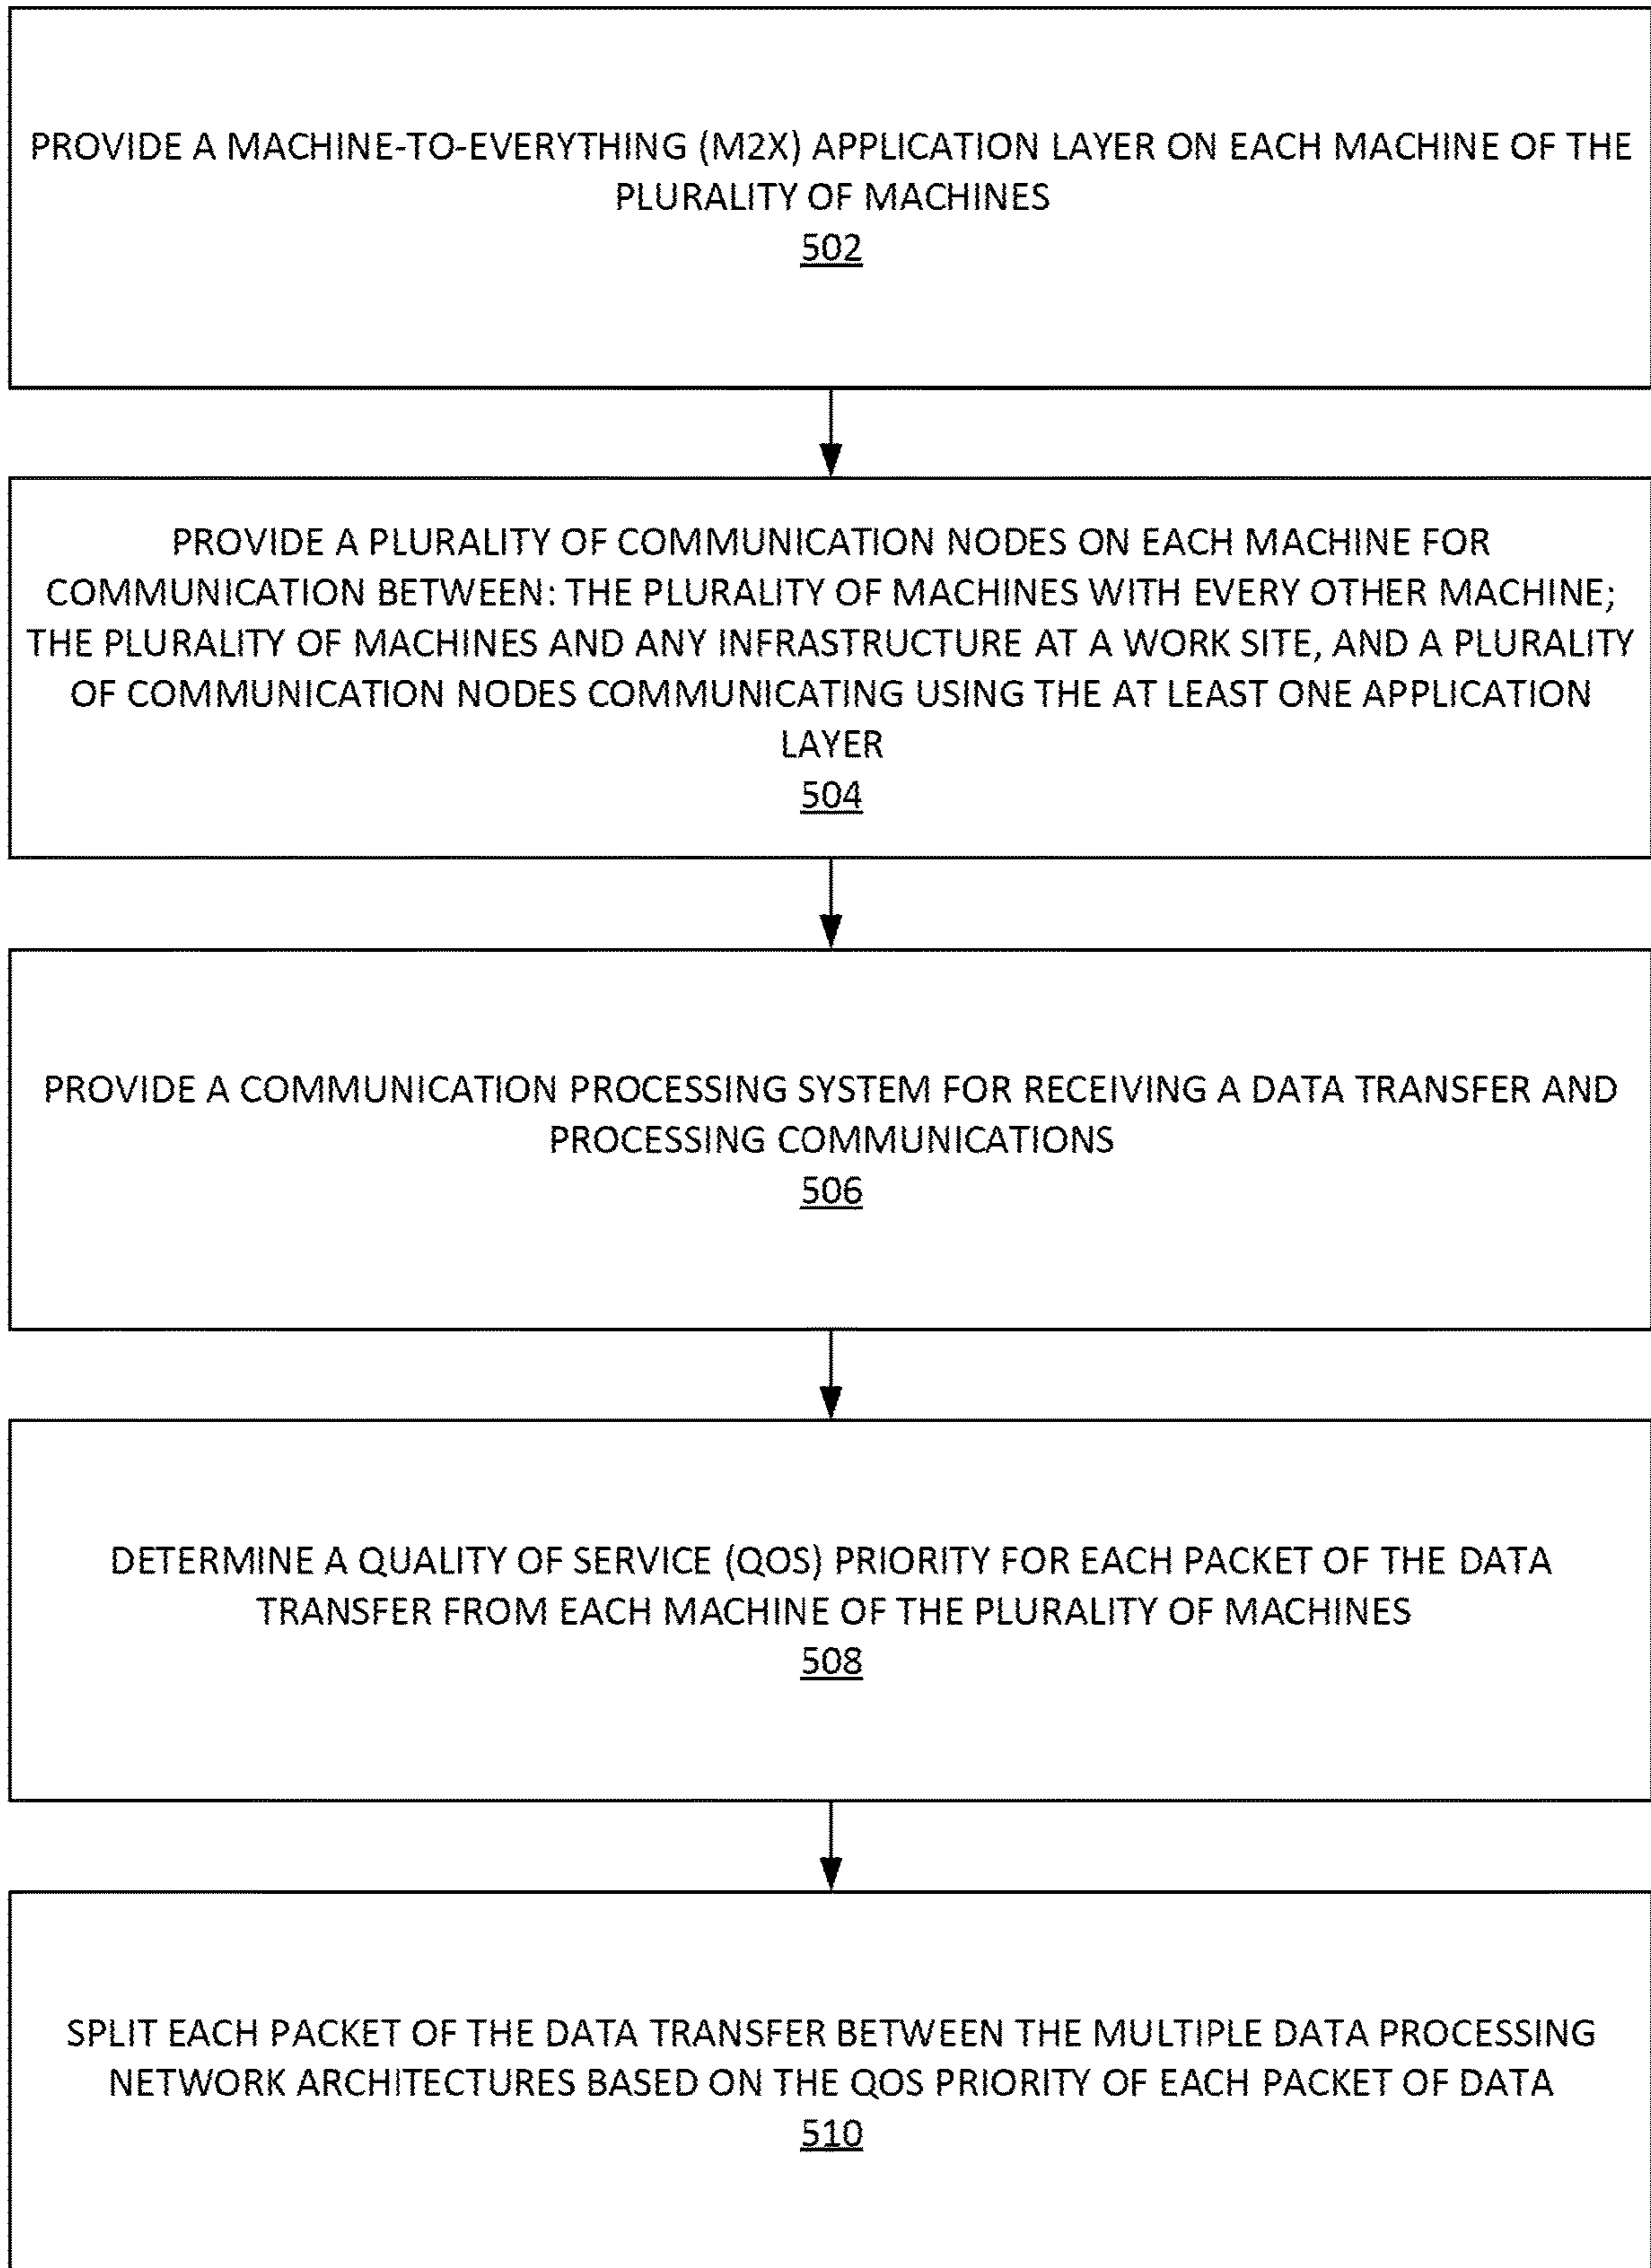 PROVIDE A MACHINE-TO-EVERYTHING (M2X) APPLICATION LAYER ON EACH MACHINE OF THE
PLURALITY OF MACHINES
502
PROVIDE A PLURALITY OF COMMUNICATION NODES ON EACH MACHINE FOR
COMMUNICATION BETWEEN: THE PLURALITY OF MACHINES WITH EVERY OTHER MACHINE;
THE PLURALITY OF MACHINES AND ANY INFRASTRUCTURE AT A WORK SITE, AND A PLURALITY
OF COMMUNICATION NODES COMMUNICATING USING THE AT LEAST ONE APPLICATION
LAYER
504
PROVIDE A COMMUNICATION PROCESSING SYSTEM FOR RECEIVING A DATA TRANSFER AND
PROCESSING COMMUNICATIONS
506
DETERMINE A QUALITY OF SERVICE (QOS) PRIORITY FOR EACH PACKET OF THE DATA
TRANSFER FROM EACH MACHINE OF THE PLURALITY OF MACHINES
508
SPLIT EACH PACKET OF THE DATA TRANSFER BETWEEN THE MULTIPLE DATA PROCESSING
NETWORK ARCHITECTURES BASED ON THE QOS PRIORITY OF EACH PACKET OF DATA
510